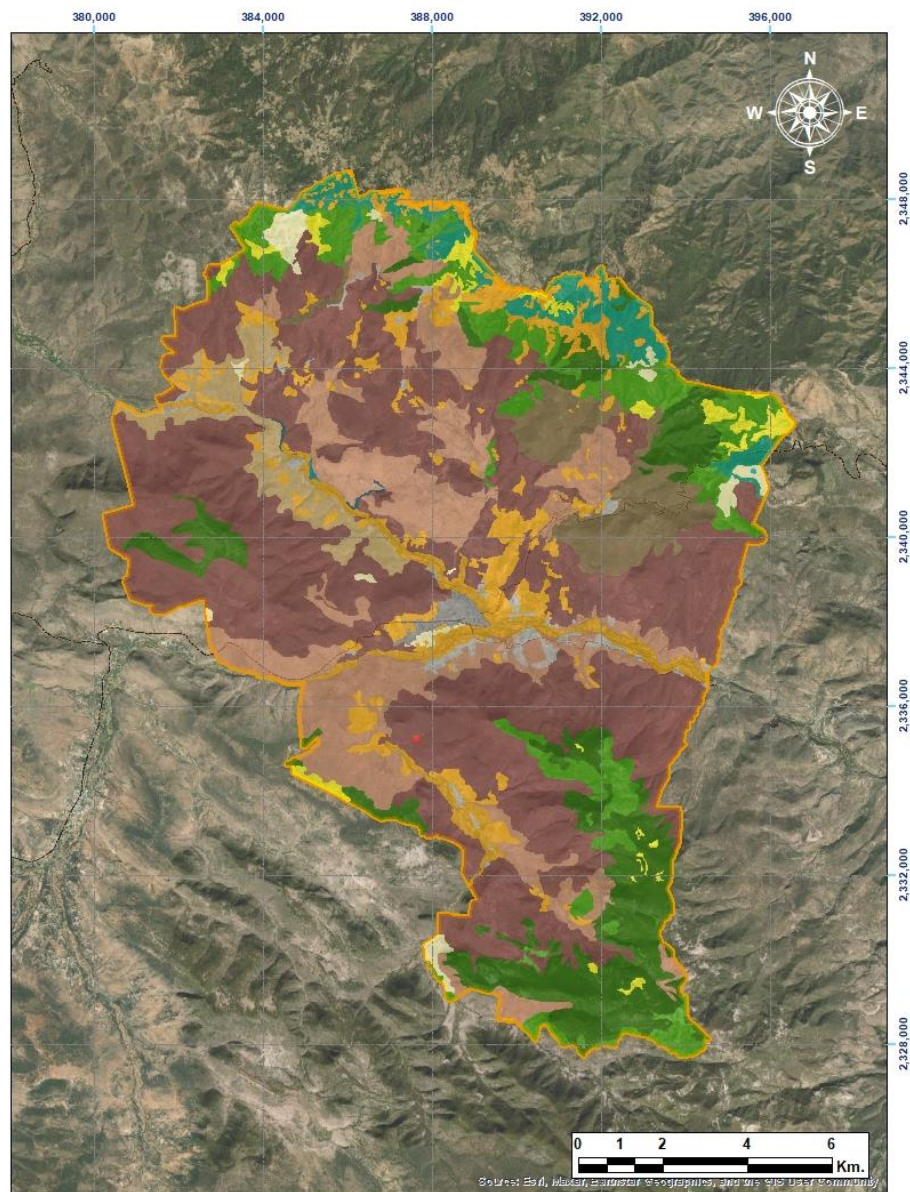 380,000 384,000 388,000 392,000 396,000
N
W E
S
2,348,000
2,344,000
2,340,000
2,336,000
2,332,000
2,328,000
0 1 2 4 6
Km.
Source: Esri, Maxar, Earthstar Geographics, and the GIS User Community